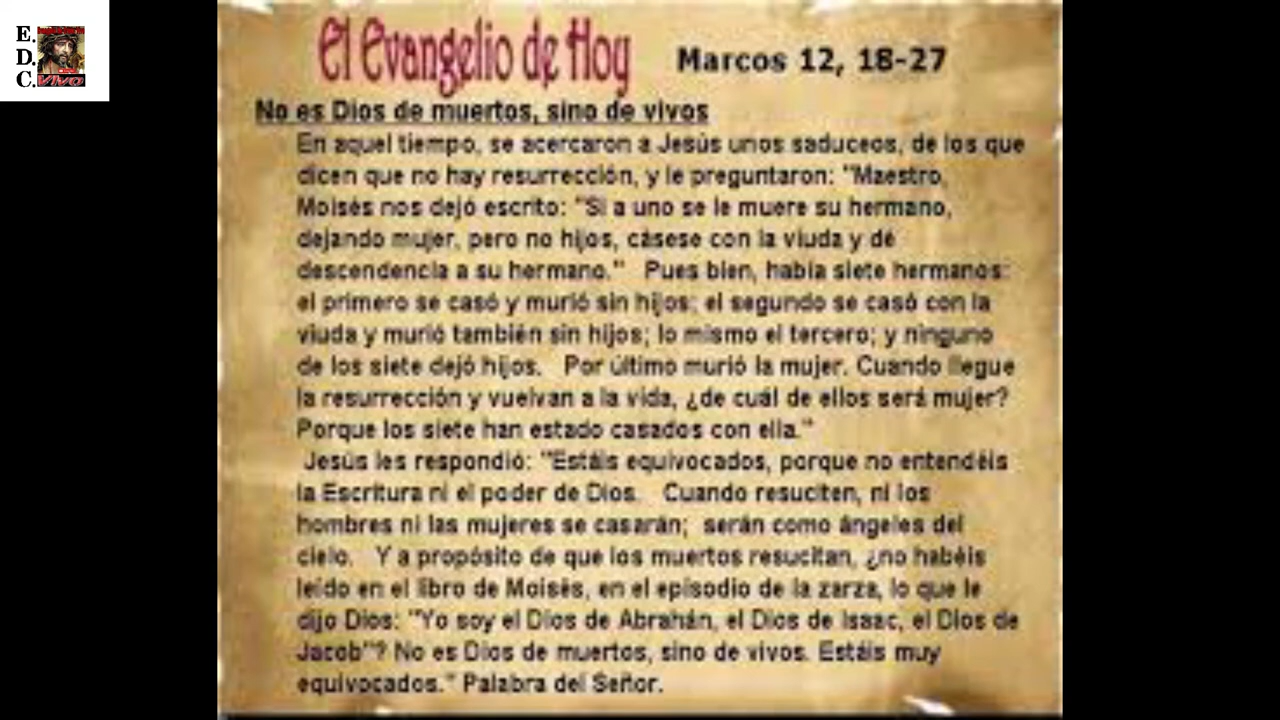 E.
D.
C. VIVO
El Evangelio de Hoy Marcos 12, 18-27
No es Dios de muertos, sino de vivos
En aquel tiempo, se acercaron a Jesús unos saduceos, de los que
dicen que no hay resurrección, y le preguntaron: "Maestro,
Moisés nos dejó escrito: "Si a uno se le muere su hermano,
dejando mujer, pero no hijos, cásese con la viuda y dé
descendencia a su hermano." Pues bien, había siete hermanos:
el primero se casó y murió sin hijos; el segundo se casó con la
viuda y murió también sin hijos; lo mismo el tercero; y ninguno
de los siete dejó hijos. Por último murió la mujer. Cuando llegue
la resurrección y vuelvan a la vida, ¿de cuál de ellos será mujer?
Porque los siete han estado casados con ella."
Jesús les respondió: "Estáis equivocados, porque no entendéis
la Escritura ni el poder de Dios. Cuando resuciten, ni los
hombres ni las mujeres se casarán; serán como ángeles del
cielo. Y a propósito de que los muertos resucitan, ¿no habéis
leído en el libro de Moisés, en el episodio de la zarza, lo que le
dijo Dios: "Yo soy el Dios de Abrahán, el Dios de Isaac, el Dios de
Jacob"? No es Dios de muertos, sino de vivos. Estáis muy
equivocados." Palabra del Señor.